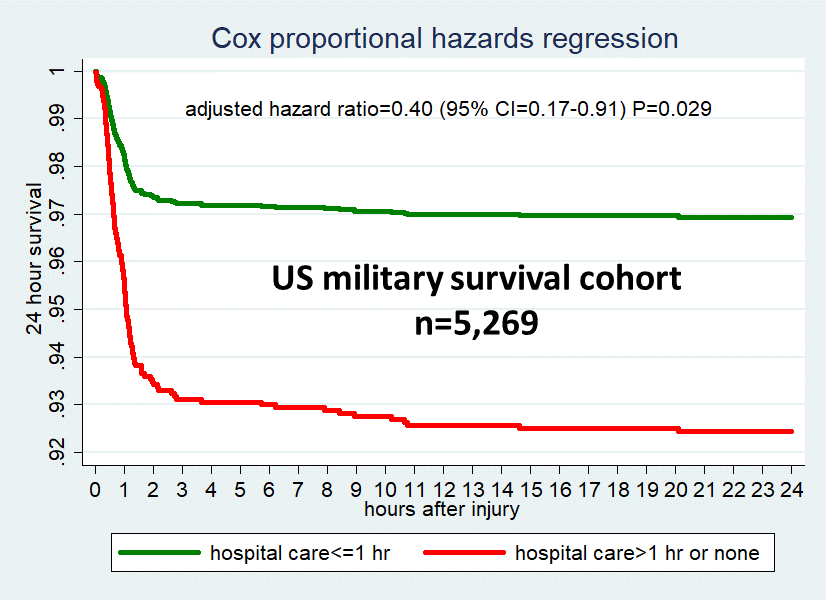 Cox proportional hazards regression
adjusted hazard ratio=0.40 (95% CI=0.17-0.91) P=0.029
24 hour survival
1
.99
.98
.97
.96
.95
.94
.93
.92
US military survival cohort
n=5,269
0 1 2 3 4 5 6 7 8 9 10 11 12 13 14 15 16 17 18 19 20 21 22 23 24
hours after injury
hospital care<=1 hr hospital care>1 hr or none